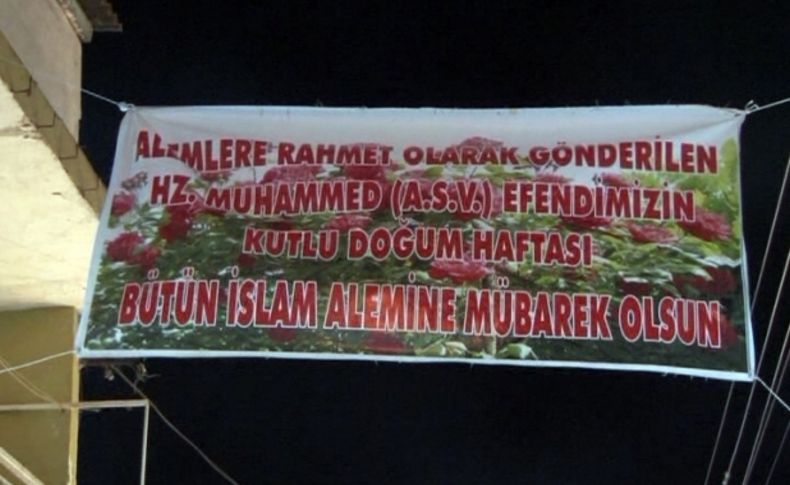 ALEMLERE RAHMET OLARAK GÖNDERİLEN
HZ. MUHAMMED (A.S.V.) EFENDİMİZİN
KUTLU DOĞUM HAFTASI
BÜTÜN İSLAM ALEMİNE MÜBAREK OLSUN